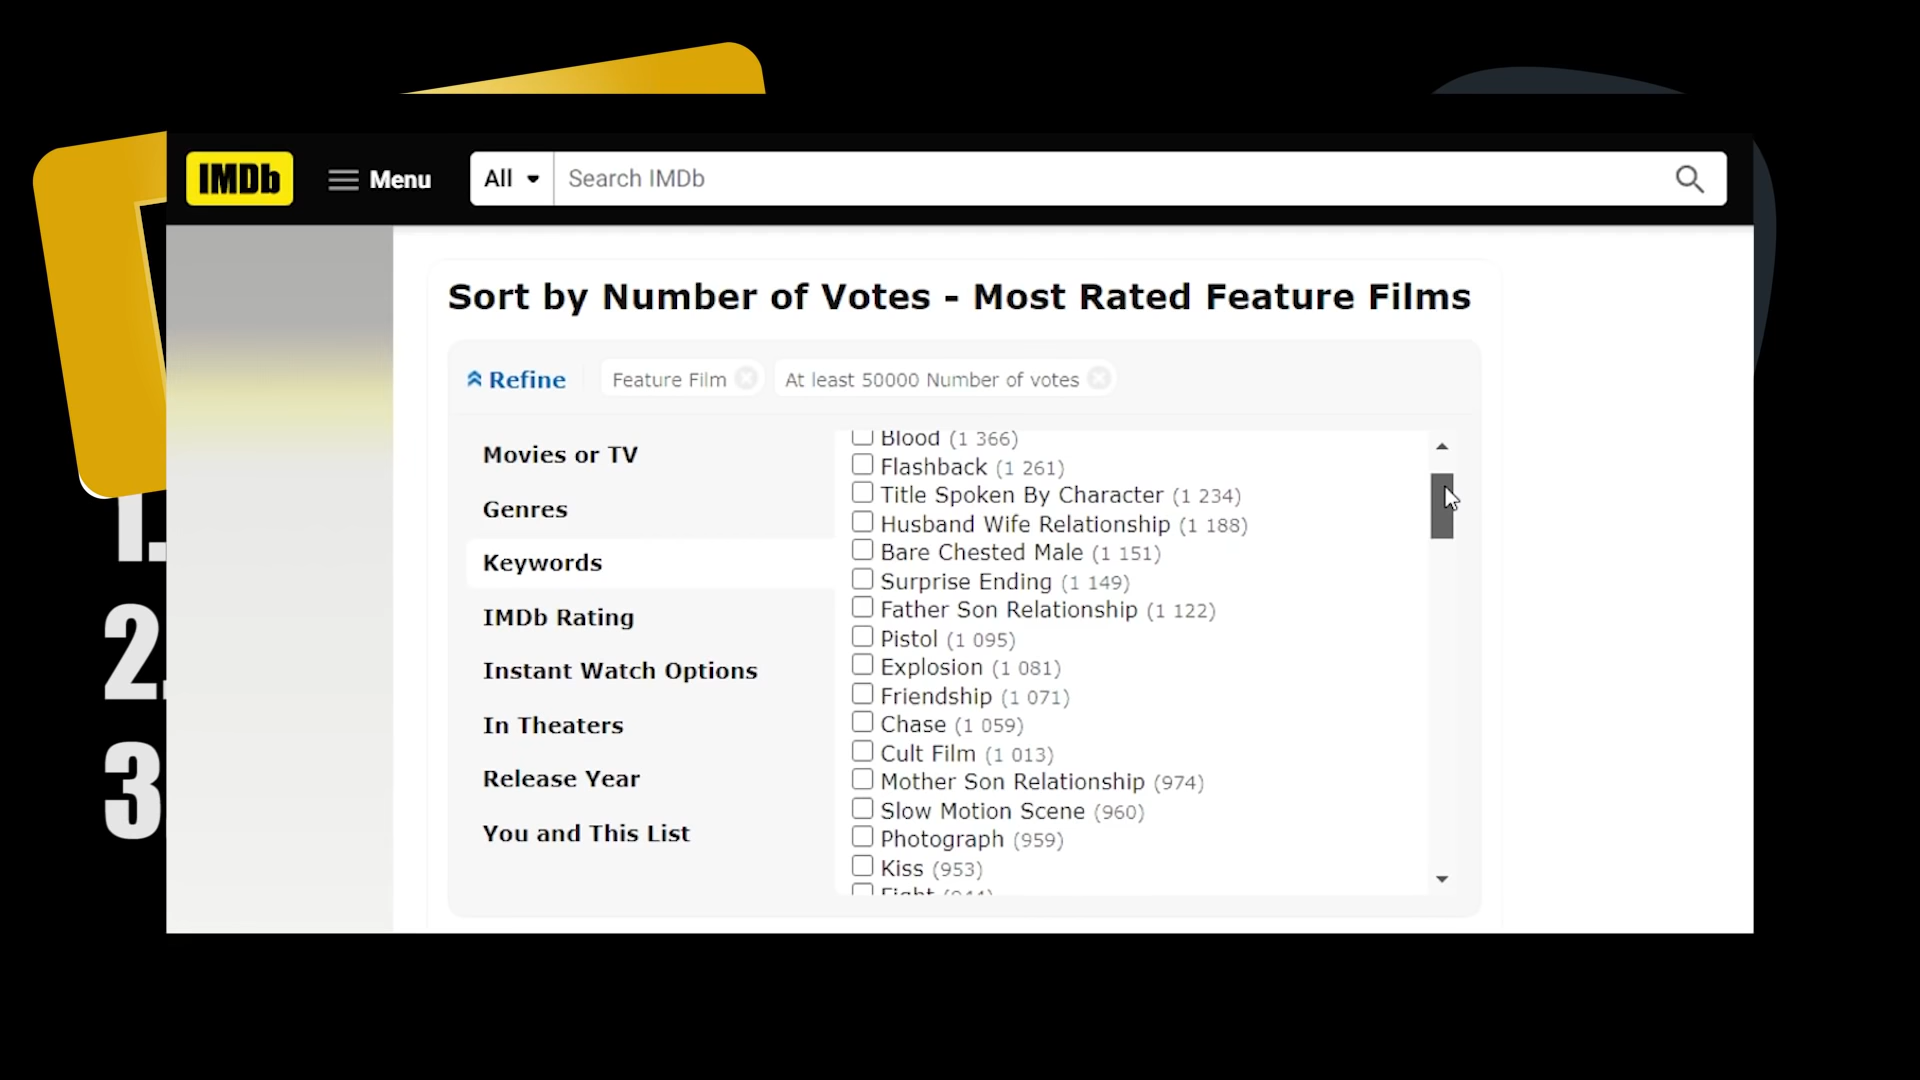 IMDb
Menu
All
Search IMDb
Sort by Number of Votes - Most Rated Feature Films
Refine
Feature Film
At least 50000 Number of votes
Movies or TV
Genres
Keywords
IMDb Rating
Instant Watch Options
In Theaters
Release Year
You and This List
Blood (1 366)
Flashback (1 261)
Title Spoken By Character (1 234)
Husband Wife Relationship (1 188)
Bare Chested Male (1 151)
Surprise Ending (1 149)
Father Son Relationship (1 122)
Pistol (1 095)
Explosion (1 081)
Friendship (1 071)
Chase (1 059)
Cult Film (1 013)
Mother Son Relationship (974)
Slow Motion Scene (960)
Photograph (959)
Kiss (953)
Fight
1.
2.
3